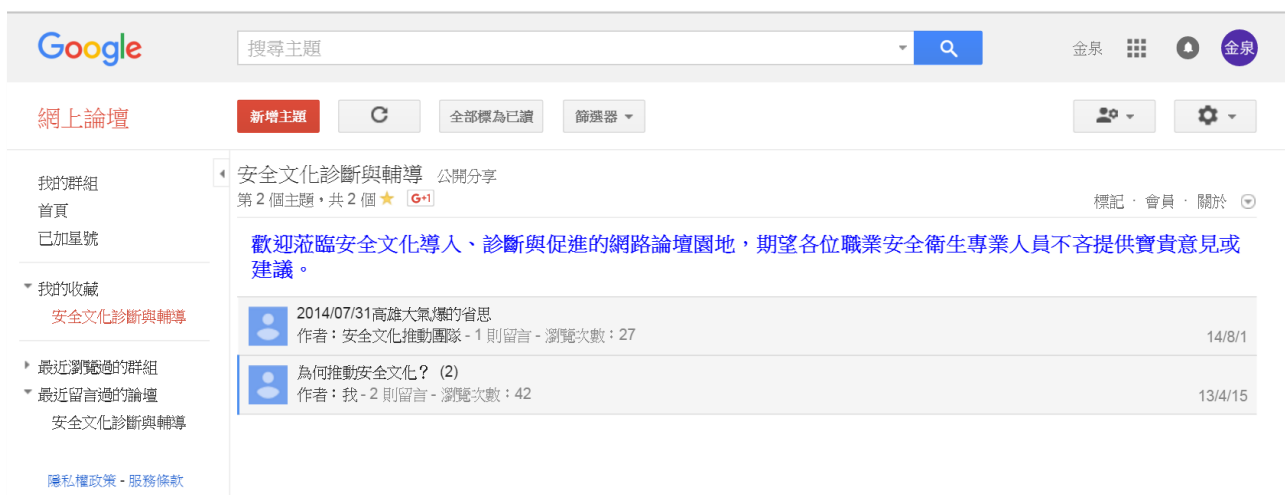 Google
搜尋主題
金泉
金泉
網上論壇
新增主題
全部標為已讀
篩選器
我的群組
首頁
已加星號
我的收藏
安全文化診斷與輔導
最近瀏覽過的群組
最近留言過的論壇
安全文化診斷與輔導
隱私權政策 - 服務條款
安全文化診斷與輔導 公開分享
第 2 個主題，共 2 個 G+1
標記 · 會員 · 關於
歡迎蒞臨安全文化導入、診斷與促進的網路論壇園地，期望各位職業安全衛生專業人員不吝提供寶貴意見或
建議。
2014/07/31高雄大氣爆的省思
作者：安全文化推動團隊 - 1 則留言 - 瀏覽次數：27
14/8/1
為何推動安全文化？ (2)
作者：我 - 2 則留言 - 瀏覽次數：42
13/4/15